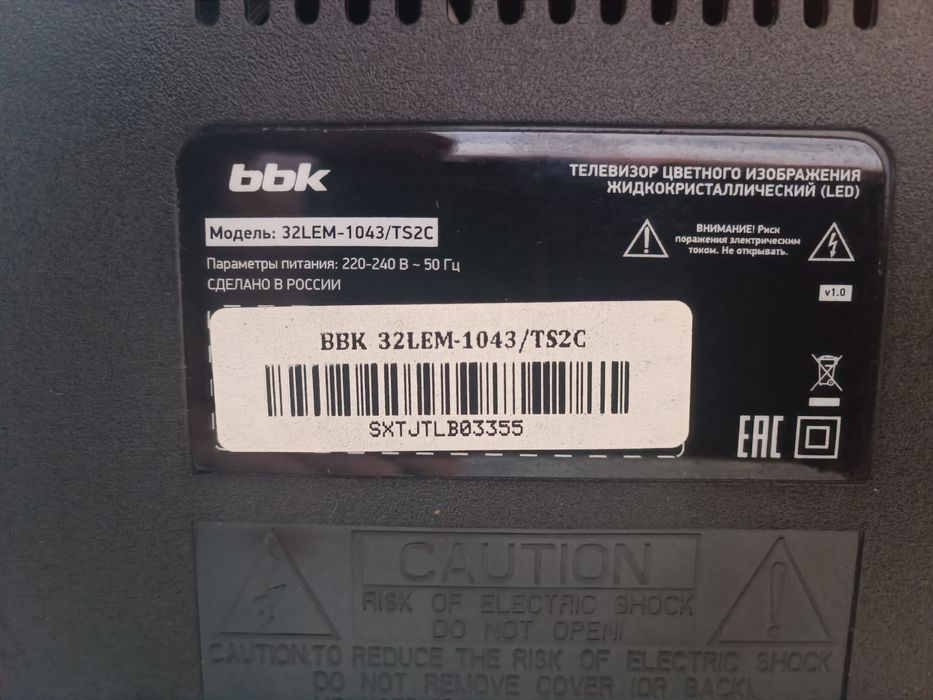 bbk
ТЕЛЕВИЗОР ЦВЕТНОГО ИЗОБРАЖЕНИЯ
ЖИДКОКРИСТАЛЛИЧЕСКИЙ (LED)
Модель: 32LEM-1043/TS2C
Параметры питания: 220-240 В ~ 50 Гц
СДЕЛАНО В РОССИИ
ВНИМАНИЕ! Риск
поражения электрическим
током. Не открывать.
v1.0
BBK 32LEM-1043/TS2C
SXTJTLB03355
EAC
CAUTION
RISK OF ELECTRIC SHOCK
DO NOT OPEN!
CAUTION:TO REDUCE THE RISK OF ELECTRIC SHOCK
DO NOT REMOVE COVER (OR BACK).